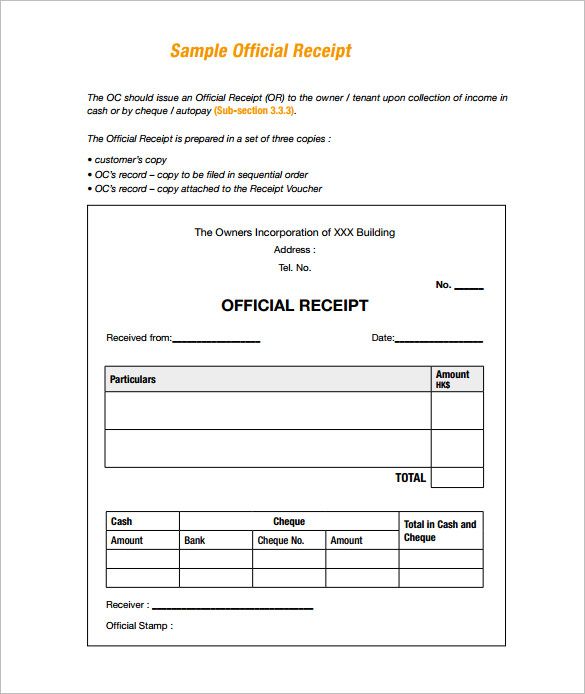 Sample Official Receipt
The OC should issue an Official Receipt (OR) to the owner / tenant upon collection of income in
cash or by cheque / autopay (Sub-section 3.3.3).
The Official Receipt is prepared in a set of three copies :
• customer's copy
• OC's record – copy to be filed in sequential order
• OC's record – copy attached to the Receipt Voucher
The Owners Incorporation of XXX Building
Address :
Tel. No.
No. ______
OFFICIAL RECEIPT
Received from:__________________ Date:__________________
Particulars Amount
HK$
TOTAL
Cash Cheque Total in Cash and
Cheque
Amount Bank Cheque No. Amount
Receiver : ________________________________
Official Stamp :